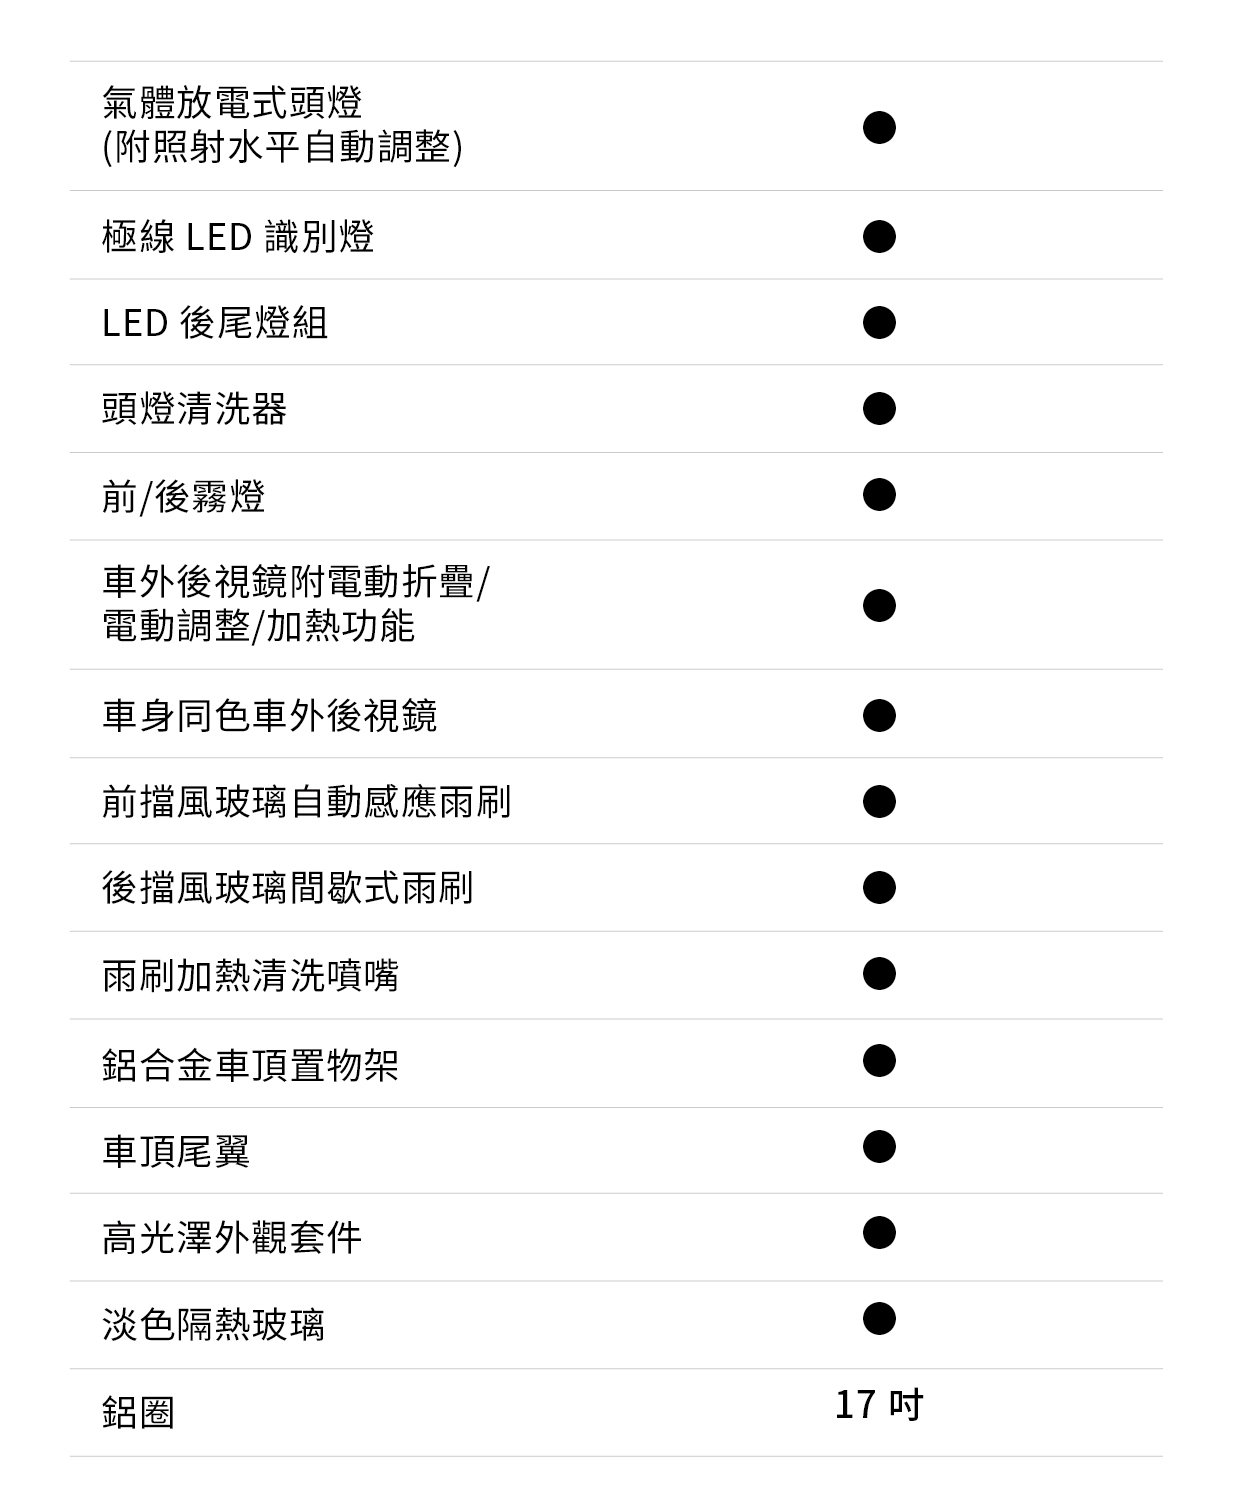 氣體放電式頭燈
(附照射水平自動調整)
●
極線 LED 識別燈 ●
LED 後尾燈組 ●
頭燈清洗器 ●
前/後霧燈 ●
車外後視鏡附電動折疊/
電動調整/加熱功能
●
車身同色車外後視鏡 ●
前擋風玻璃自動感應雨刷 ●
後擋風玻璃間歇式雨刷 ●
雨刷加熱清洗噴嘴 ●
鋁合金車頂置物架 ●
車頂尾翼 ●
高光澤外觀套件 ●
淡色隔熱玻璃 ●
鋁圈 17 吋